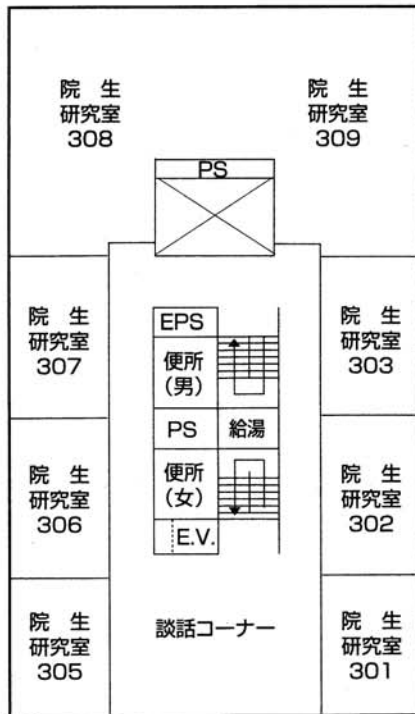 院 生
研究室
308
院 生
研究室
309
PS
院 生
研究室
307
EPS
便所
(男)
院 生
研究室
303
PS
給湯
院 生
研究室
306
便所
(女)
院 生
研究室
302
E.V.
院 生
研究室
305
談話コーナー
院 生
研究室
301